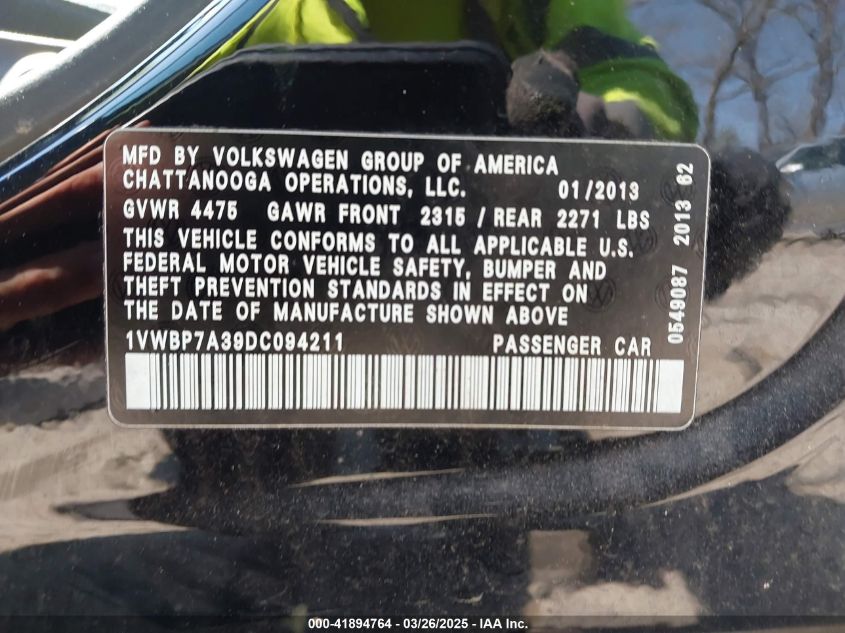 MFD BY VOLKSWAGEN GROUP OF AMERICA
CHATTANOOGA OPERATIONS, LLC. 01/2013
GVWR 4475 GAWR FRONT 2315 / REAR 2271 LBS
THIS VEHICLE CONFORMS TO ALL APPLICABLE U.S.
FEDERAL MOTOR VEHICLE SAFETY, BUMPER AND
THEFT PREVENTION STANDARDS IN EFFECT ON
THE DATE OF MANUFACTURE SHOWN ABOVE
1VWBP7A39DC094211 PASSENGER CAR
0549087 2013 62
000-41894764 - 03/26/2025 - IAA Inc.